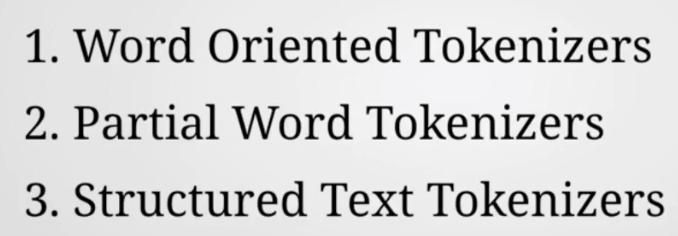 1. Word Oriented Tokenizers
2. Partial Word Tokenizers
3. Structured Text Tokenizers